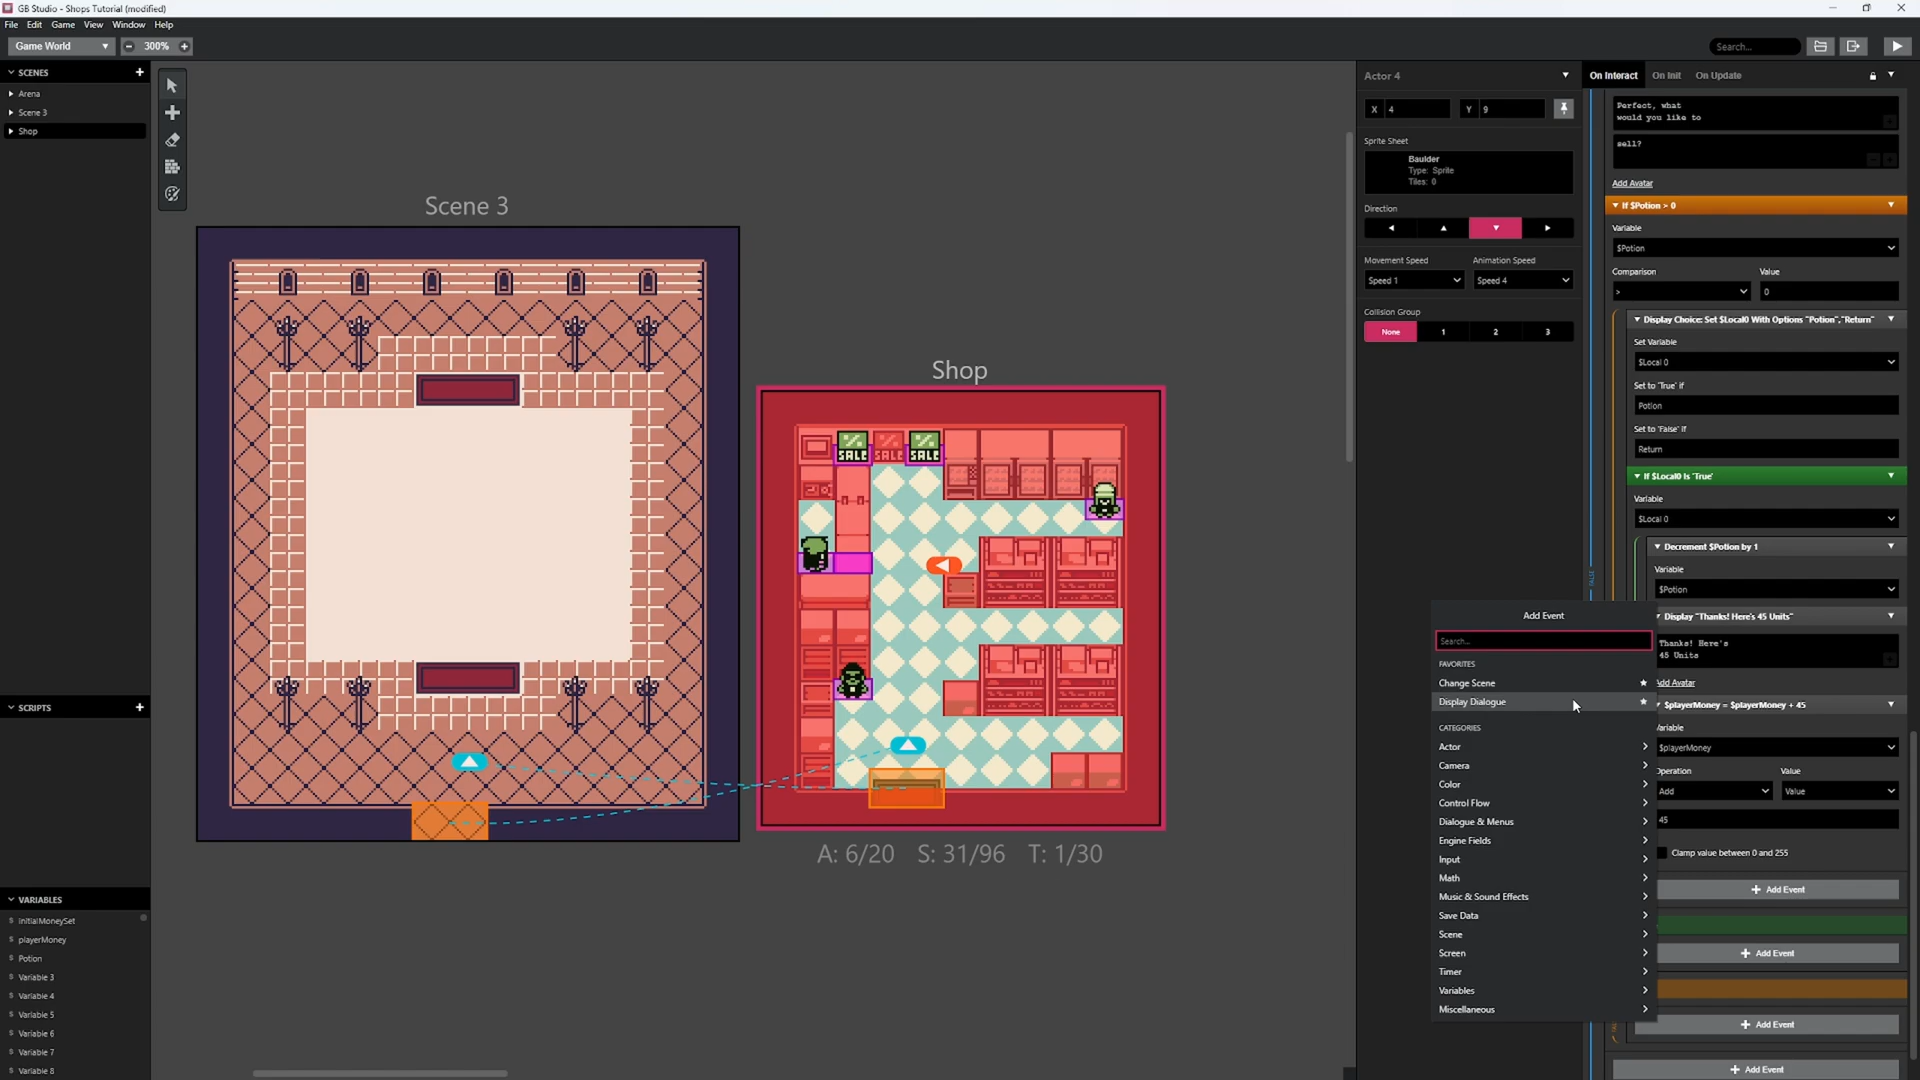 GB Studio - Shops Tutorial (modified)
File Edit Game View Window Help
Game World
300%
Search...
SCENES
Arena
Scene 3
Shop
SCRIPTS
VARIABLES
$ InitialMoneySet
$ playerMoney
$ Potion
$ Variable 3
$ Variable 4
$ Variable 5
$ Variable 6
$ Variable 7
$ Variable 8
Scene 3
Shop
SALE
SALE
SALE
A: 6/20 S: 31/96 T: 1/30
Actor 4
X 4
Y 9
Sprite Sheet
Baulder
Type: Sprite
Tiles: 0
Direction
Movement Speed
Animation Speed
Speed 1
Speed 4
Collision Group
None 1 2 3
On Interact On Init On Update
Perfect, what
would you like to
sell?
Add Avatar
If $Potion > 0
Variable
$Potion
Comparison
Value
>
0
Display Choice: Set $Local0 With Options "Potion","Return"
Set Variable
$Local 0
Set to 'True' If
Potion
Set to 'False' If
Return
If $Local0 Is 'True'
Variable
$Local 0
Decrement $Potion by 1
Variable
$Potion
Display "Thanks! Here's 45 Units"
Thanks! Here's
45 Units
Add Avatar
$playerMoney = $playerMoney + 45
Variable
$playerMoney
Operation
Value
Add
Value
45
Clamp value between 0 and 255
Add Event
Add Event
Add Event
Add Event
FALSE
Add Event
Search...
FAVORITES
Change Scene
Display Dialogue
CATEGORIES
Actor
Camera
Color
Control Flow
Dialogue & Menus
Engine Fields
Input
Math
Music & Sound Effects
Save Data
Scene
Screen
Timer
Variables
Miscellaneous